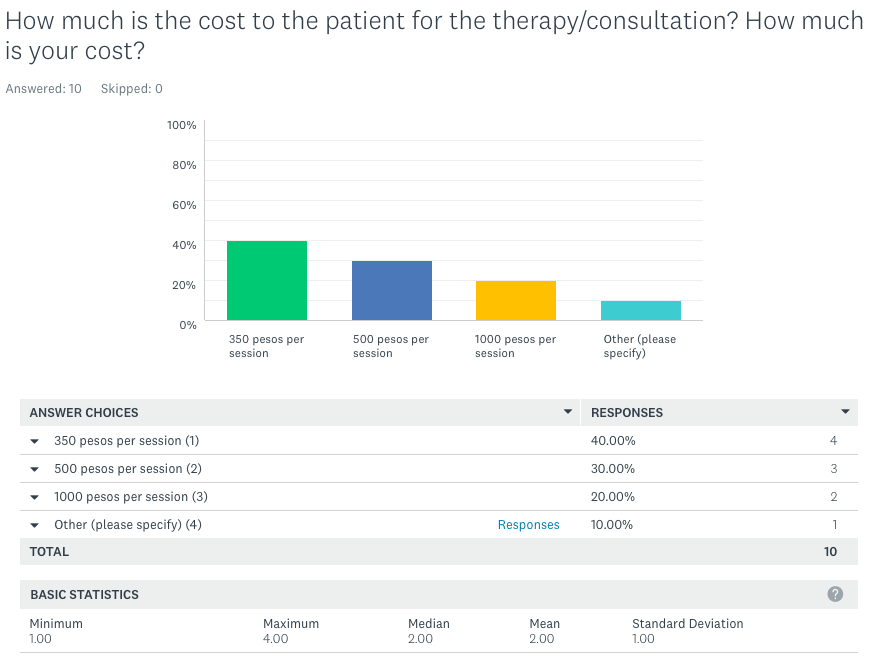 How much is the cost to the patient for the therapy/consultation? How much
is your cost?
Answered: 10 Skipped: 0
100%
80%
60%
40%
20%
0%
350 pesos per
session
500 pesos per
session
1000 pesos per
session
Other (please
specify)
ANSWER CHOICES RESPONSES
350 pesos per session (1) 40.00% 4
500 pesos per session (2) 30.00% 3
1000 pesos per session (3) 20.00% 2
Other (please specify) (4) Responses 10.00% 1
TOTAL 10
BASIC STATISTICS ?
Minimum Maximum Median Mean Standard Deviation
1.00 4.00 2.00 2.00 1.00